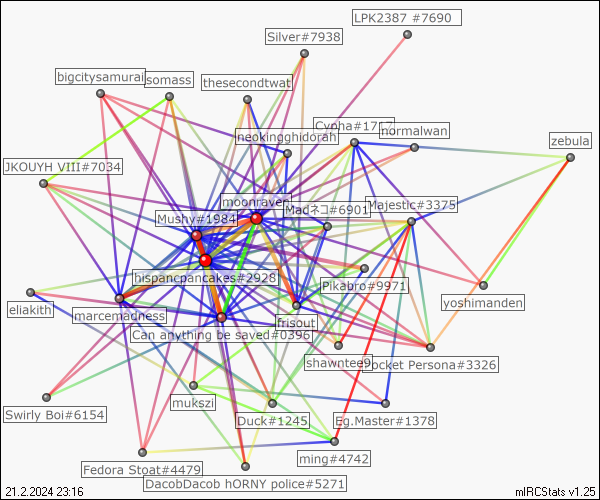 LPK2387 #7690
Silver#7938
bigcitysamurai
somass
thesecondtwat
Cypha#1717
normalwan
neokingghidorah
zebula
JKOUYH VIII#7034
moonraven
Madネコ#6901
Majestic#3375
Mushy#1984
hispancpancakes#2928
Pikabro#9971
yoshimanden
eliakith
marcemadness
frisout
Can anything be saved#0396
shawntee9
Pocket Persona#3326
mukszi
Swirly Boi#6154
Duck#1245
Eg.Master#1378
ming#4742
Fedora Stoat#4479
DacobDacob hORNY police#5271
21.2.2024 23:16
mIRCStats v1.25